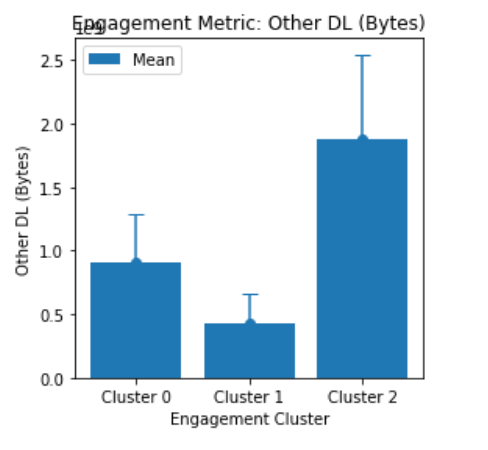 Engagement Metric: Other DL (Bytes)
1e9
Mean
2.5
2.0
1.5
1.0
0.5
0.0
Other DL (Bytes)
Cluster 0 Cluster 1 Cluster 2
Engagement Cluster